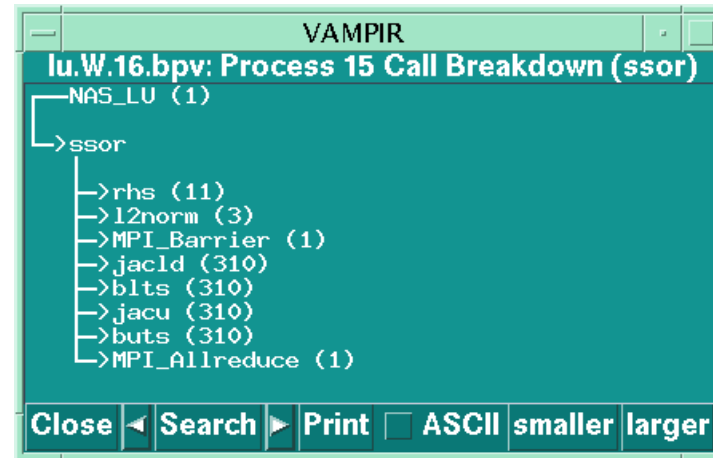 VAMPIR
lu.W.16.bpv: Process 15 Call Breakdown (ssor)
NAS_LU (1)
>ssor
>rhs (11)
>l2norm (3)
>MPI_Barrier (1)
>jacld (310)
>blts (310)
>jacu (310)
>buts (310)
>MPI_Allreduce (1)
Close Search Print ASCII smaller larger